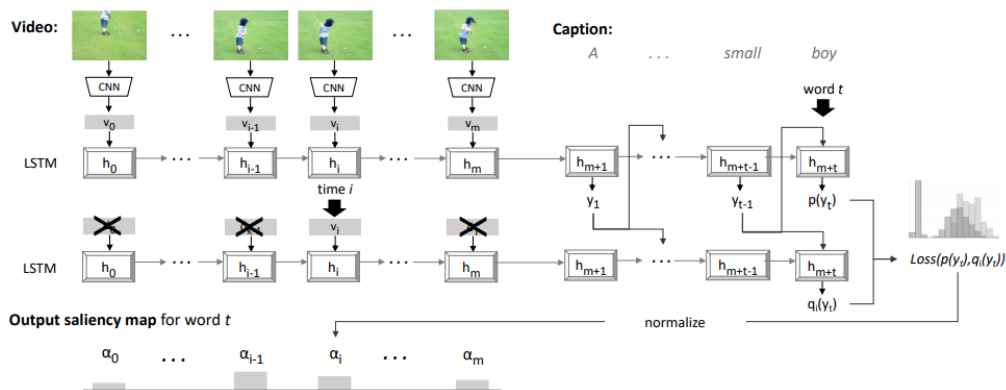 Video: ... ... Caption:
A ... small boy
CNN CNN CNN CNN
word t
v0 vi-1 vi vm
LSTM h0 ... hi-1 hi ... hm hm+1 ... hm+t-1 hm+t
time i
y1 yt-1 p(yt)
vi
LSTM h0 ... hi-1 hi ... hm hm+1 ... hm+t-1 hm+t
Loss(p(yt),qi(yt))
qi(yt)
Output saliency map for word t
normalize
α0 ... αi-1 αi ... αm